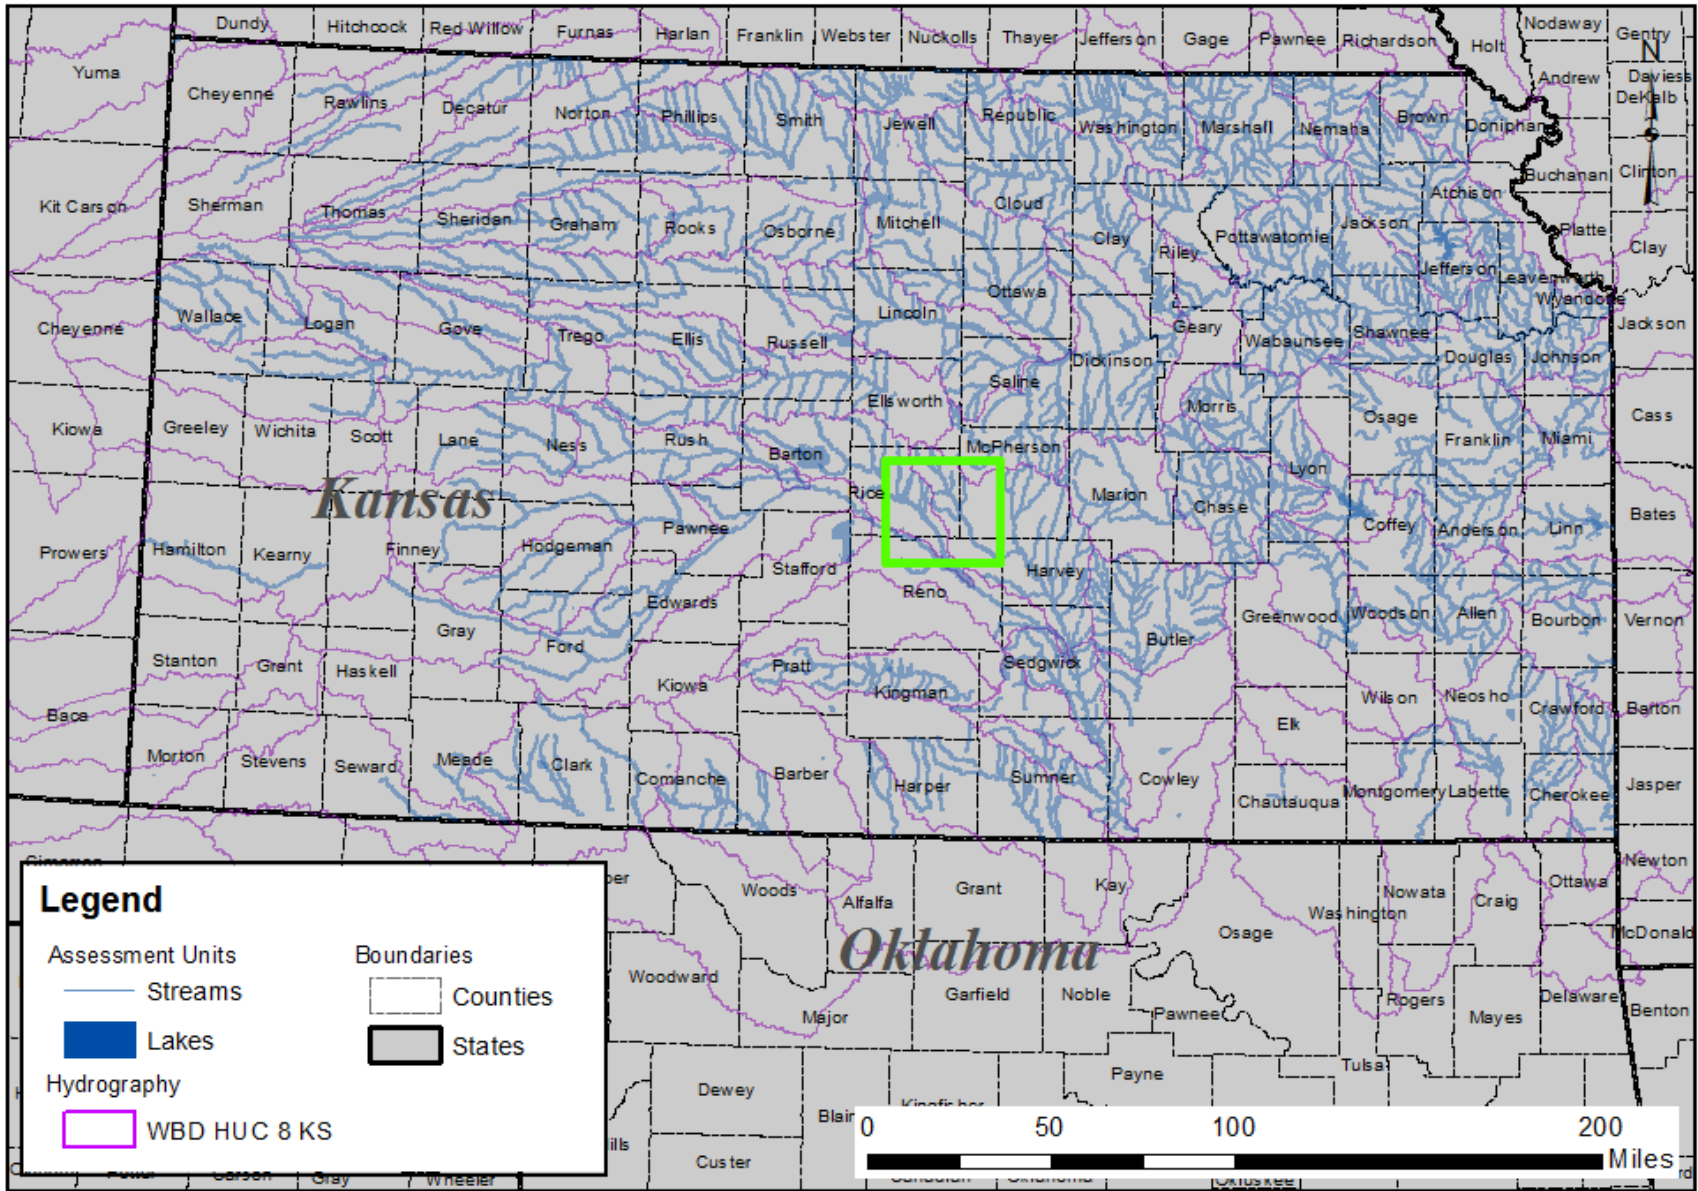 Dundy Hitchcock Red Willow Furnas Harlan Franklin Webster Nuckolls Thayer Jefferson Gage Pawnee Richardson Holt Nodaway Gentry
N
Yuma Cheyenne Rawlins Decatur Norton Phillips Smith Jewell Republic Washington Marshall Nemaha Brown Doniphan Andrew Daviess
DeKalb
Kit Carson Sherman Thomas Sheridan Graham Rooks Osborne Mitchell Cloud Clay Riley Pottawatomie Jackson Atchison Buchanan Clinton
Platte Clay
Jefferson Leavenworth
Wyandotte
Cheyenne Wallace Logan Gove Trego Ellis Russell Lincoln Ottawa Dickinson Geary Wabaunsee Shawnee Douglas Johnson Jackson
Kiowa Greeley Wichita Scott Lane Ness Rush Barton Ellsworth Saline McPherson Morris Lyon Osage Franklin Miami Cass
Kansas
Prowers Hamilton Kearny Finney Hodgeman Pawnee Stafford Rice Marion Chase Coffey Anderson Linn Bates
Edwards Reno Harvey
Gray Ford Butler Greenwood Woodson Allen Bourbon Vernon
Stanton Grant Haskell Kiowa Pratt Kingman Sedgwick Wilson Neosho Crawford Barton
Baca Elk
Morton Stevens Seward Meade Clark Comanche Barber Harper Sumner Cowley Chautauqua Montgomery Labette Cherokee Jasper
Woods Alfalfa Grant Kay Osage Washington Nowata Craig Ottawa Newton
McDonald
Oklahoma
Woodward Major Garfield Noble Pawnee Rogers Mayes Delaware Benton
Dewey Payne Tulsa
Custer
Legend
Assessment Units
Streams
Lakes
Hydrography
WBD HUC 8 KS
Boundaries
Counties
States
0 50 100 200
Miles